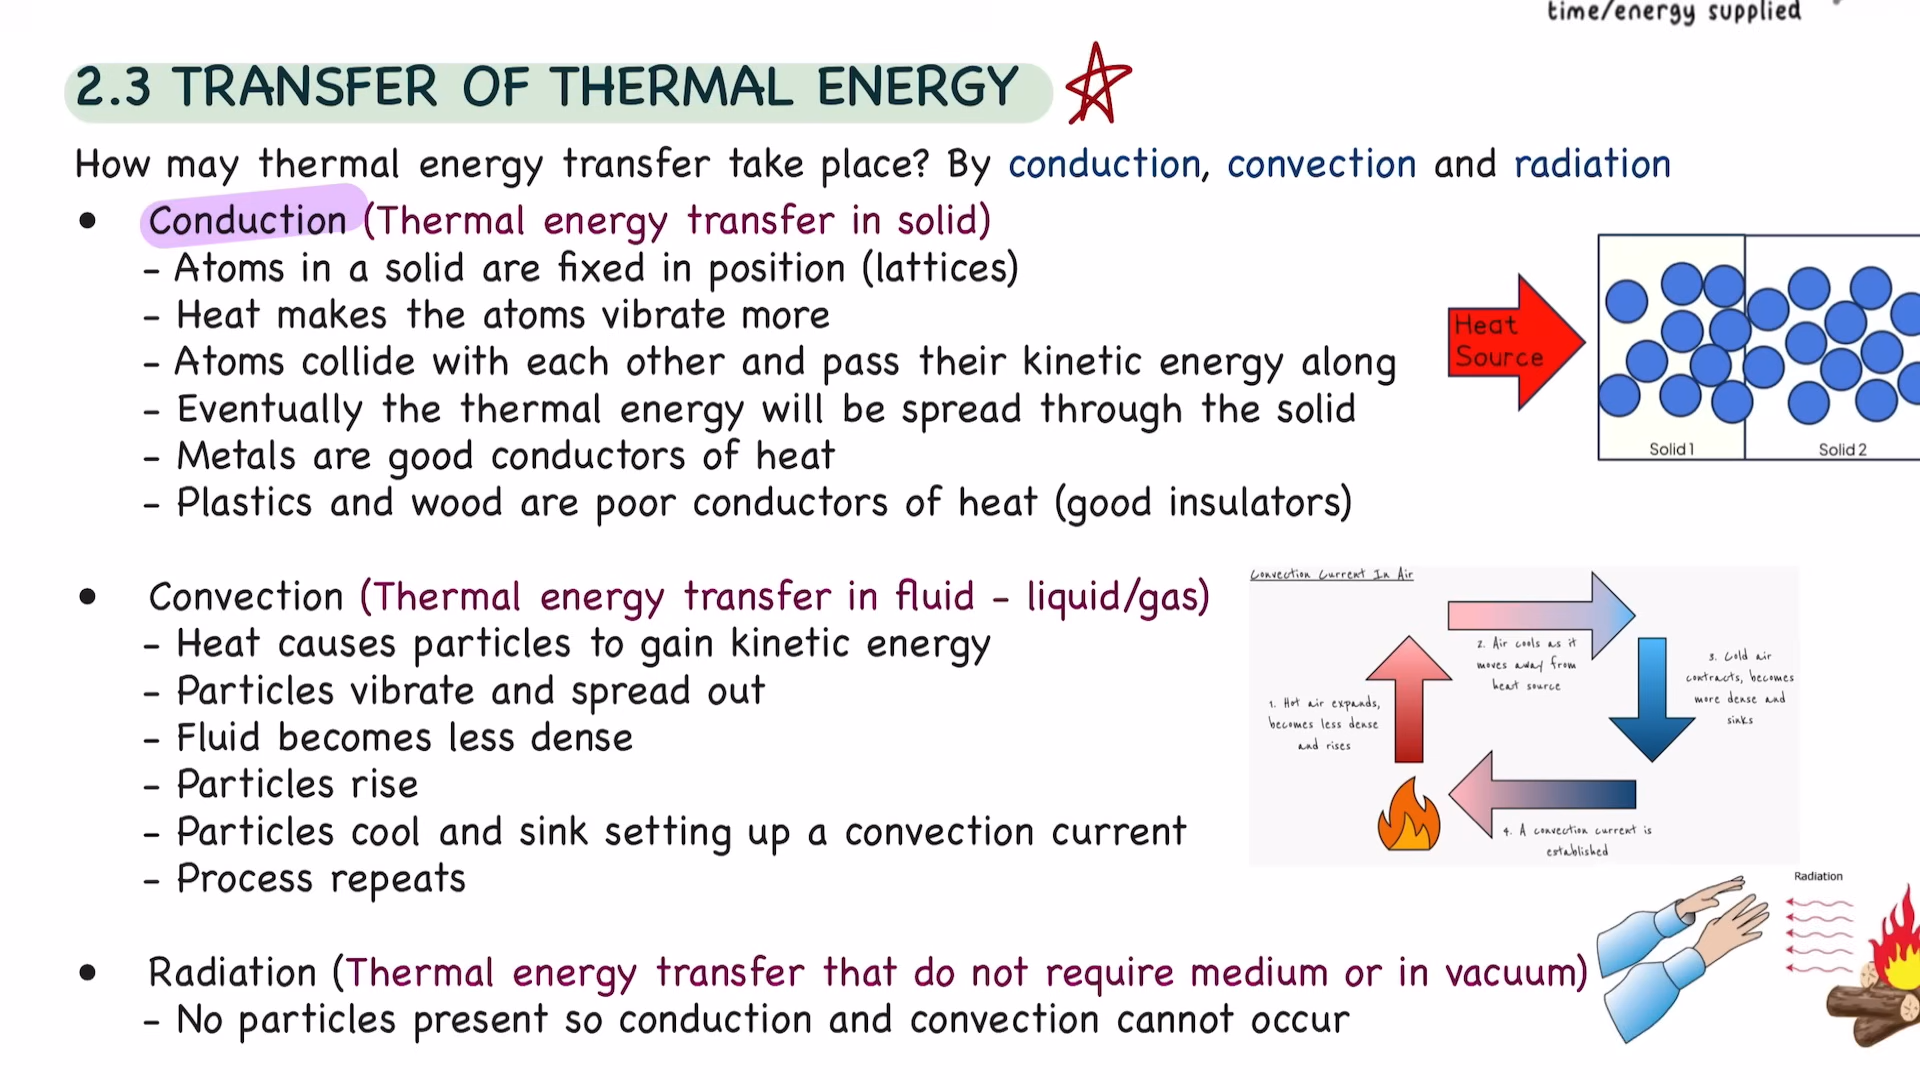 time/energy supplied
2.3 TRANSFER OF THERMAL ENERGY
How may thermal energy transfer take place? By conduction, convection and radiation
• Conduction (Thermal energy transfer in solid)
- Atoms in a solid are fixed in position (lattices)
- Heat makes the atoms vibrate more
- Atoms collide with each other and pass their kinetic energy along
- Eventually the thermal energy will be spread through the solid
- Metals are good conductors of heat
- Plastics and wood are poor conductors of heat (good insulators)
Heat
Source
Solid 1
Solid 2
• Convection (Thermal energy transfer in fluid - liquid/gas)
- Heat causes particles to gain kinetic energy
- Particles vibrate and spread out
- Fluid becomes less dense
- Particles rise
- Particles cool and sink setting up a convection current
- Process repeats
Convection Current In Air
1. Hot air expands,
becomes less dense
and rises
2. Air cools as it
moves away from
heat source
3. Cold air
contracts, becomes
more dense and
sinks
4. A convection current is
established
• Radiation (Thermal energy transfer that do not require medium or in vacuum)
- No particles present so conduction and convection cannot occur
Radiation